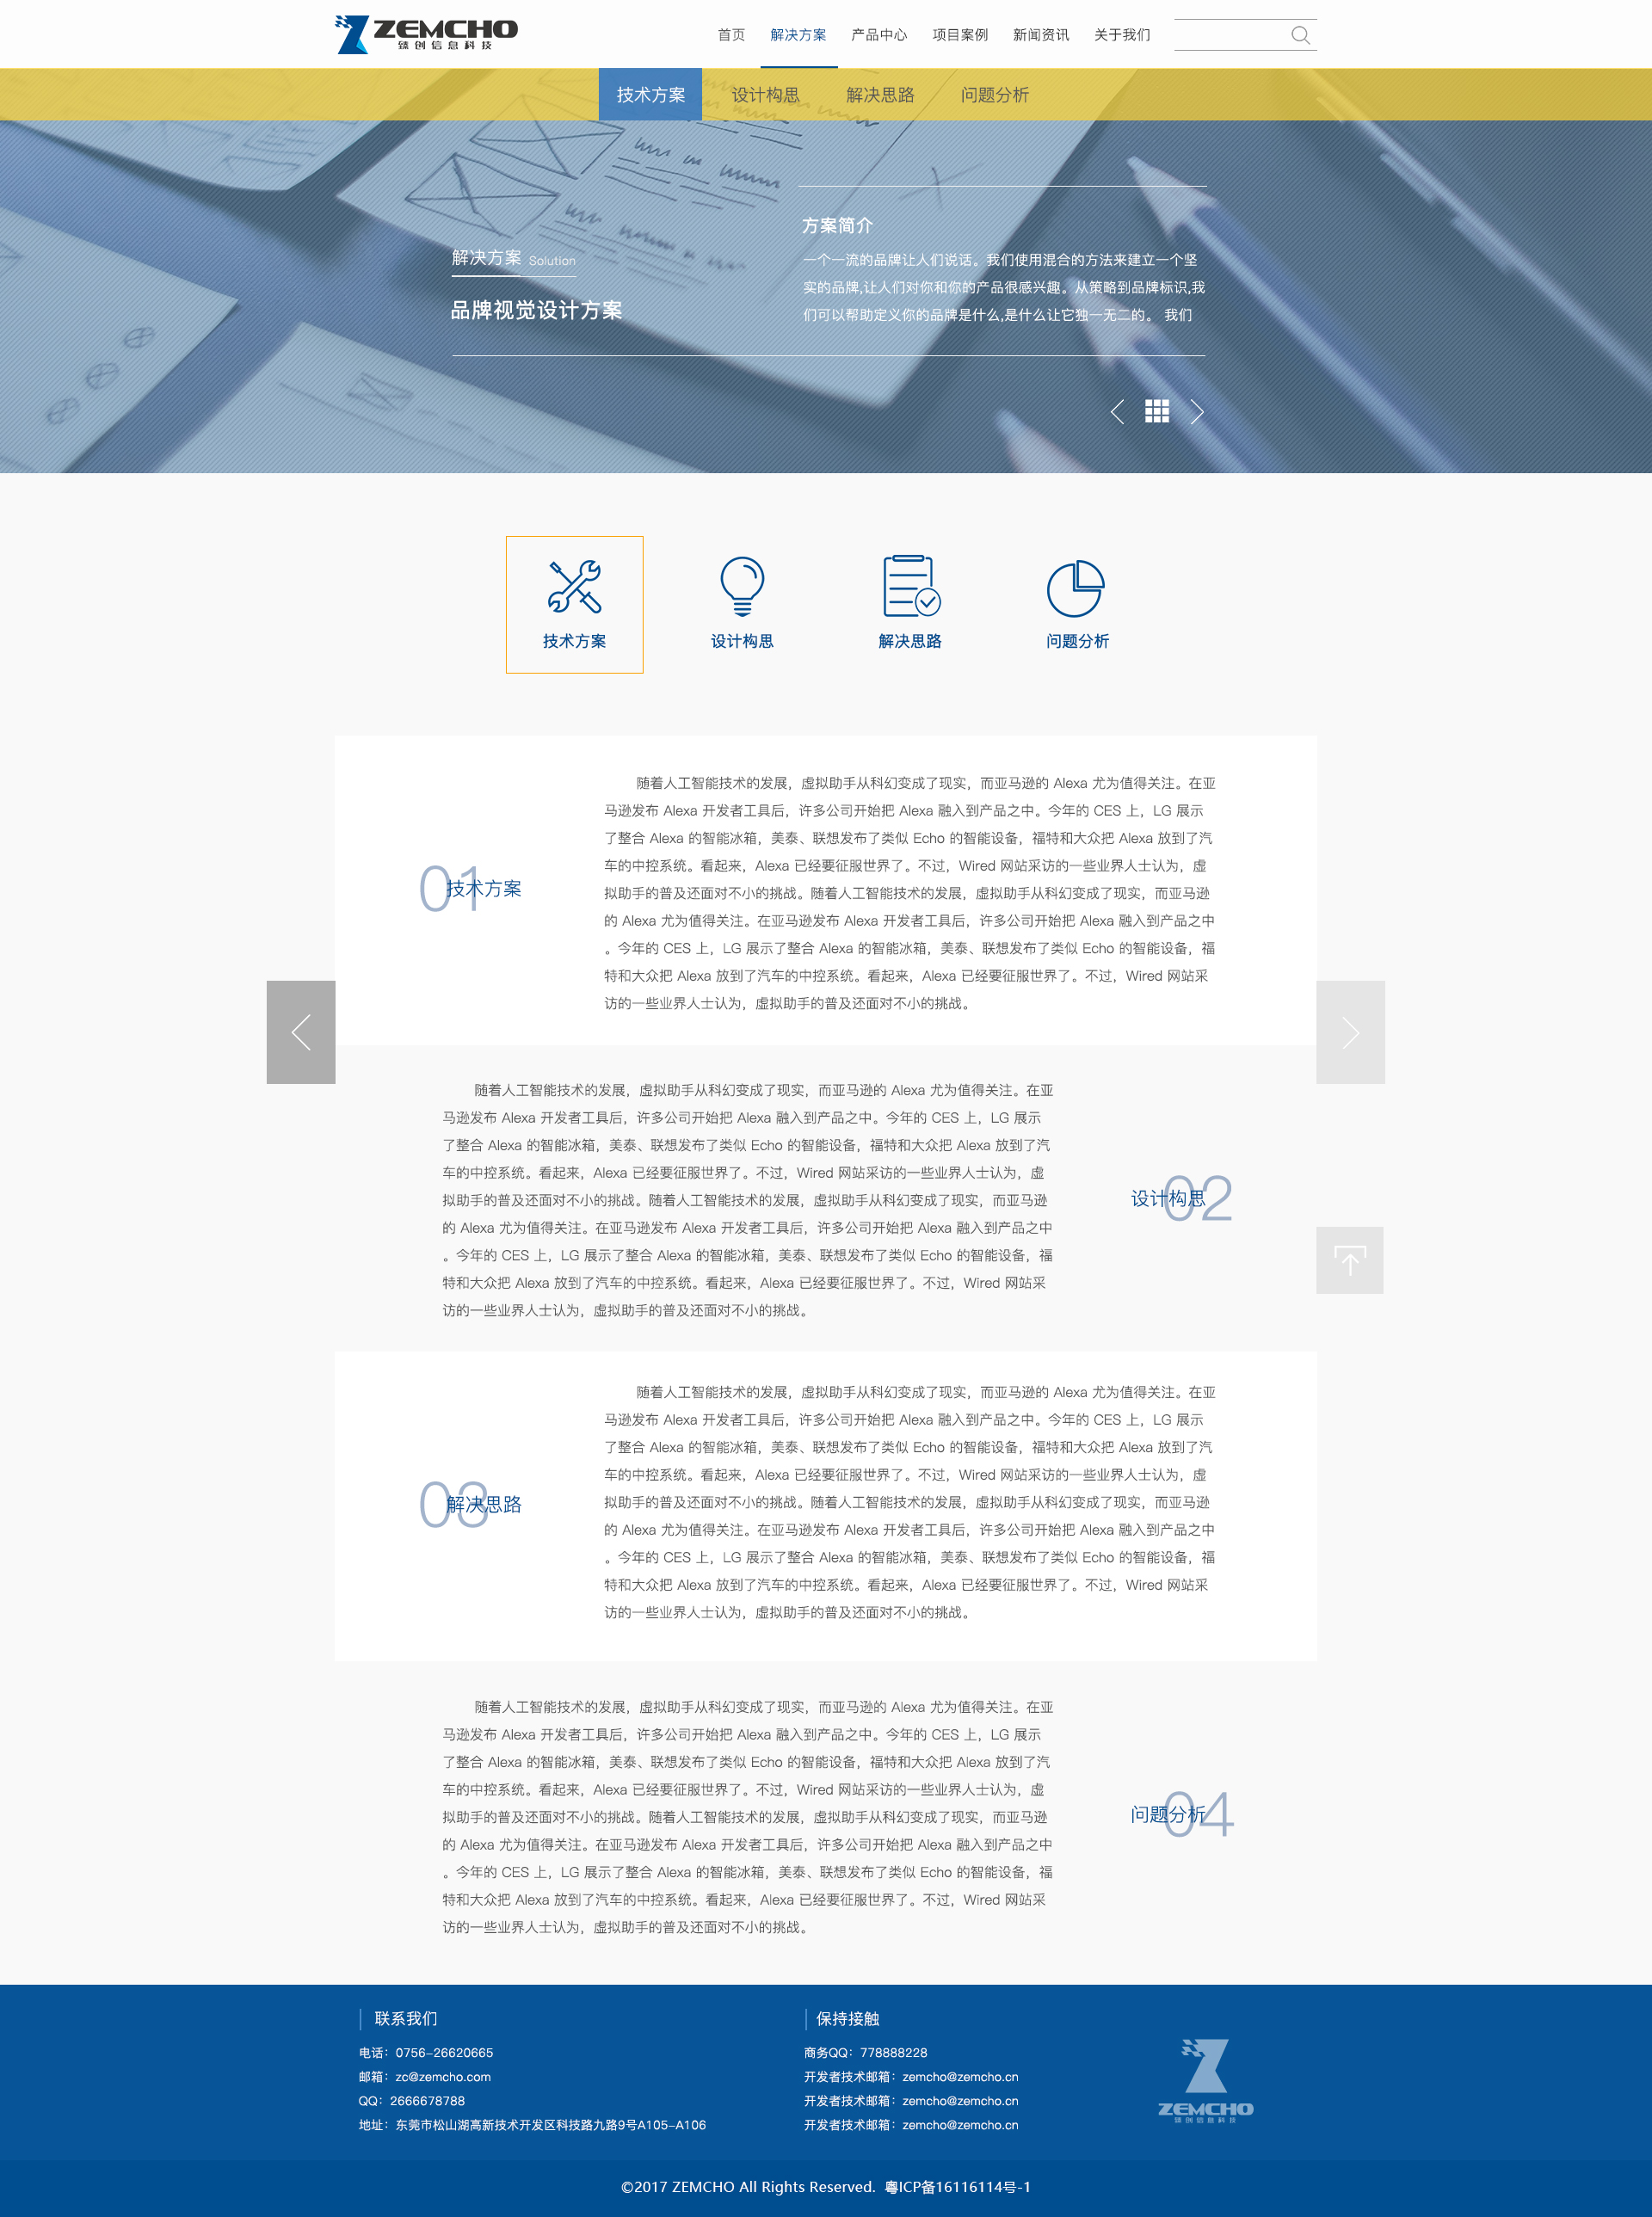 ZEMCHO
臻创信息科技
首页 解决方案 产品中心 项目案例 新闻资讯 关于我们
技术方案 设计构思 解决思路 问题分析
解决方案 Solution
品牌视觉设计方案
方案简介
一个一流的品牌让人们说话。我们使用混合的方法来建立一个坚
实的品牌,让人们对你和你的产品很感兴趣。从策略到品牌标识,我
们可以帮助定义你的品牌是什么,是什么让它独一无二的。 我们
技术方案 设计构思 解决思路 问题分析
01
技术方案
随着人工智能技术的发展，虚拟助手从科幻变成了现实，而亚马逊的 Alexa 尤为值得关注。在亚
马逊发布 Alexa 开发者工具后，许多公司开始把 Alexa 融入到产品之中。今年的 CES 上，LG 展示
了整合 Alexa 的智能冰箱，美泰、联想发布了类似 Echo 的智能设备，福特和大众把 Alexa 放到了汽
车的中控系统。看起来，Alexa 已经要征服世界了。不过，Wired 网站采访的一些业界人士认为，虚
拟助手的普及还面对不小的挑战。随着人工智能技术的发展，虚拟助手从科幻变成了现实，而亚马逊
的 Alexa 尤为值得关注。在亚马逊发布 Alexa 开发者工具后，许多公司开始把 Alexa 融入到产品之中
。今年的 CES 上，LG 展示了整合 Alexa 的智能冰箱，美泰、联想发布了类似 Echo 的智能设备，福
特和大众把 Alexa 放到了汽车的中控系统。看起来，Alexa 已经要征服世界了。不过，Wired 网站采
访的一些业界人士认为，虚拟助手的普及还面对不小的挑战。
随着人工智能技术的发展，虚拟助手从科幻变成了现实，而亚马逊的 Alexa 尤为值得关注。在亚
马逊发布 Alexa 开发者工具后，许多公司开始把 Alexa 融入到产品之中。今年的 CES 上，LG 展示
了整合 Alexa 的智能冰箱，美泰、联想发布了类似 Echo 的智能设备，福特和大众把 Alexa 放到了汽
车的中控系统。看起来，Alexa 已经要征服世界了。不过，Wired 网站采访的一些业界人士认为，虚
拟助手的普及还面对不小的挑战。随着人工智能技术的发展，虚拟助手从科幻变成了现实，而亚马逊
的 Alexa 尤为值得关注。在亚马逊发布 Alexa 开发者工具后，许多公司开始把 Alexa 融入到产品之中
。今年的 CES 上，LG 展示了整合 Alexa 的智能冰箱，美泰、联想发布了类似 Echo 的智能设备，福
特和大众把 Alexa 放到了汽车的中控系统。看起来，Alexa 已经要征服世界了。不过，Wired 网站采
访的一些业界人士认为，虚拟助手的普及还面对不小的挑战。
02
设计构思
03
解决思路
随着人工智能技术的发展，虚拟助手从科幻变成了现实，而亚马逊的 Alexa 尤为值得关注。在亚
马逊发布 Alexa 开发者工具后，许多公司开始把 Alexa 融入到产品之中。今年的 CES 上，LG 展示
了整合 Alexa 的智能冰箱，美泰、联想发布了类似 Echo 的智能设备，福特和大众把 Alexa 放到了汽
车的中控系统。看起来，Alexa 已经要征服世界了。不过，Wired 网站采访的一些业界人士认为，虚
拟助手的普及还面对不小的挑战。随着人工智能技术的发展，虚拟助手从科幻变成了现实，而亚马逊
的 Alexa 尤为值得关注。在亚马逊发布 Alexa 开发者工具后，许多公司开始把 Alexa 融入到产品之中
。今年的 CES 上，LG 展示了整合 Alexa 的智能冰箱，美泰、联想发布了类似 Echo 的智能设备，福
特和大众把 Alexa 放到了汽车的中控系统。看起来，Alexa 已经要征服世界了。不过，Wired 网站采
访的一些业界人士认为，虚拟助手的普及还面对不小的挑战。
随着人工智能技术的发展，虚拟助手从科幻变成了现实，而亚马逊的 Alexa 尤为值得关注。在亚
马逊发布 Alexa 开发者工具后，许多公司开始把 Alexa 融入到产品之中。今年的 CES 上，LG 展示
了整合 Alexa 的智能冰箱，美泰、联想发布了类似 Echo 的智能设备，福特和大众把 Alexa 放到了汽
车的中控系统。看起来，Alexa 已经要征服世界了。不过，Wired 网站采访的一些业界人士认为，虚
拟助手的普及还面对不小的挑战。随着人工智能技术的发展，虚拟助手从科幻变成了现实，而亚马逊
的 Alexa 尤为值得关注。在亚马逊发布 Alexa 开发者工具后，许多公司开始把 Alexa 融入到产品之中
。今年的 CES 上，LG 展示了整合 Alexa 的智能冰箱，美泰、联想发布了类似 Echo 的智能设备，福
特和大众把 Alexa 放到了汽车的中控系统。看起来，Alexa 已经要征服世界了。不过，Wired 网站采
访的一些业界人士认为，虚拟助手的普及还面对不小的挑战。
04
问题分析
联系我们
电话：0756-26620665
邮箱：zc@zemcho.com
QQ：2666678788
地址：东莞市松山湖高新技术开发区科技路九路9号A105-A106
保持接触
商务QQ：778888228
开发者技术邮箱：zemcho@zemcho.cn
开发者技术邮箱：zemcho@zemcho.cn
开发者技术邮箱：zemcho@zemcho.cn
ZEMCHO
臻创信息科技
©2017 ZEMCHO All Rights Reserved. 粤ICP备16116114号-1